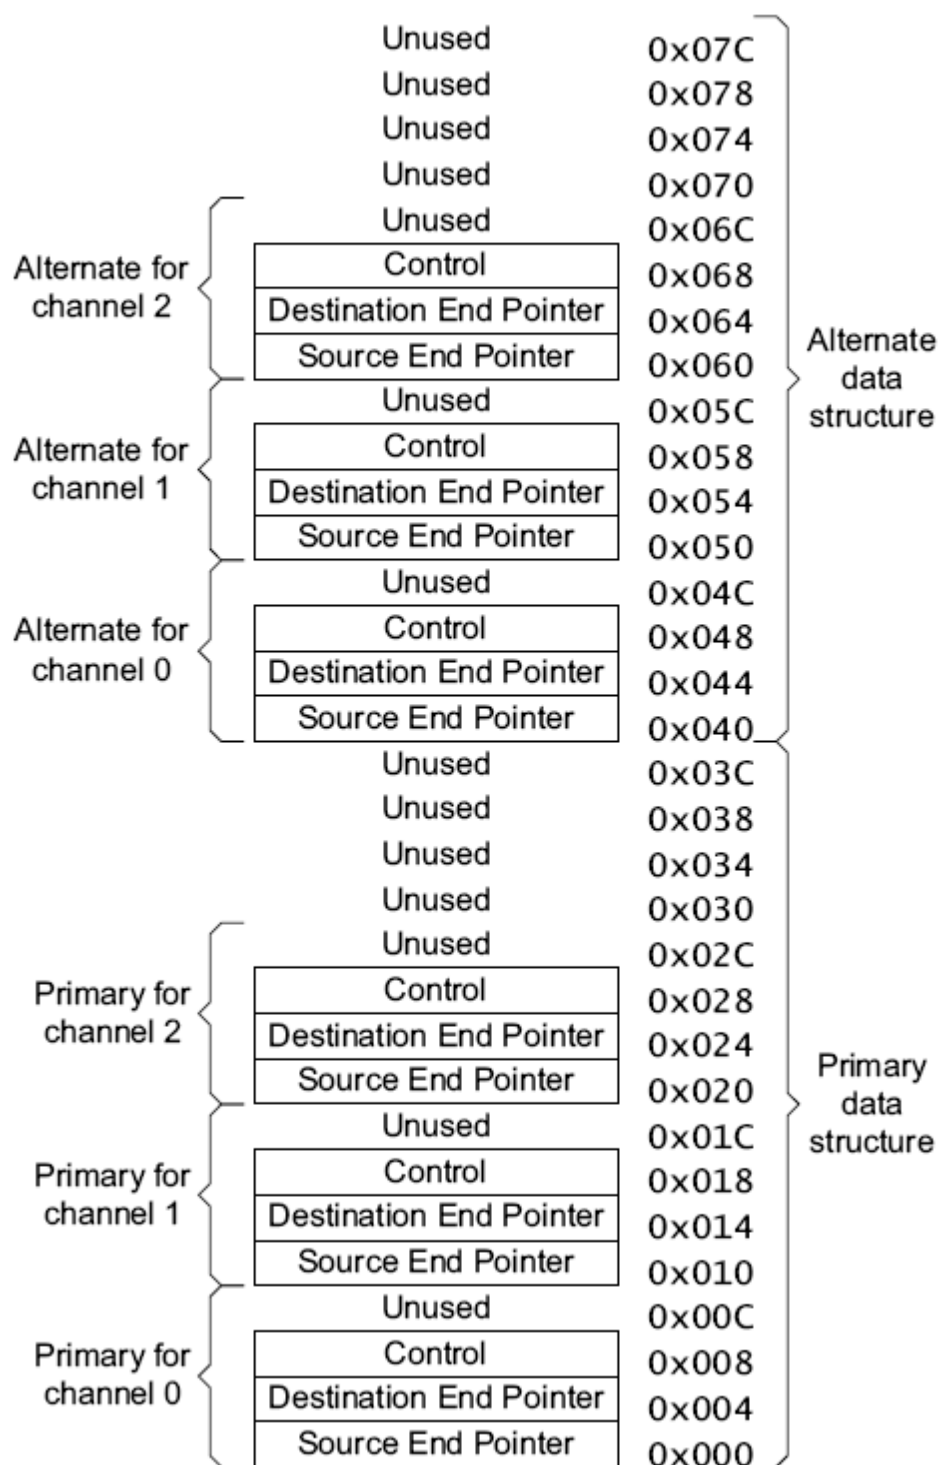 Unused 0x07C
Unused 0x078
Unused 0x074
Unused 0x070
Unused 0x06C
Alternate for
channel 2
Control 0x068
Destination End Pointer 0x064
Source End Pointer 0x060
Alternate
data
structure
Unused 0x05C
Alternate for
channel 1
Control 0x058
Destination End Pointer 0x054
Source End Pointer 0x050
Unused 0x04C
Alternate for
channel 0
Control 0x048
Destination End Pointer 0x044
Source End Pointer 0x040
Unused 0x03C
Unused 0x038
Unused 0x034
Unused 0x030
Unused 0x02C
Primary for
channel 2
Control 0x028
Destination End Pointer 0x024
Source End Pointer 0x020
Primary
data
structure
Unused 0x01C
Primary for
channel 1
Control 0x018
Destination End Pointer 0x014
Source End Pointer 0x010
Unused 0x00C
Primary for
channel 0
Control 0x008
Destination End Pointer 0x004
Source End Pointer 0x000